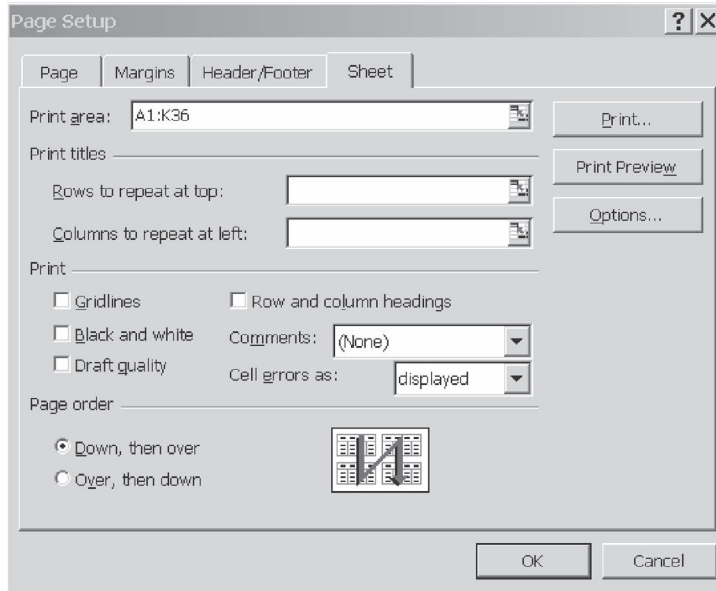 Page Setup
Page Margins Header/Footer Sheet
Print area: A1:K36 Print...
Print titles Print Preview
Rows to repeat at top: Options...
Columns to repeat at left:
Print
Gridlines Row and column headings
Black and white Comments: (None)
Draft quality Cell errors as: displayed
Page order
Down, then over
Over, then down
OK Cancel